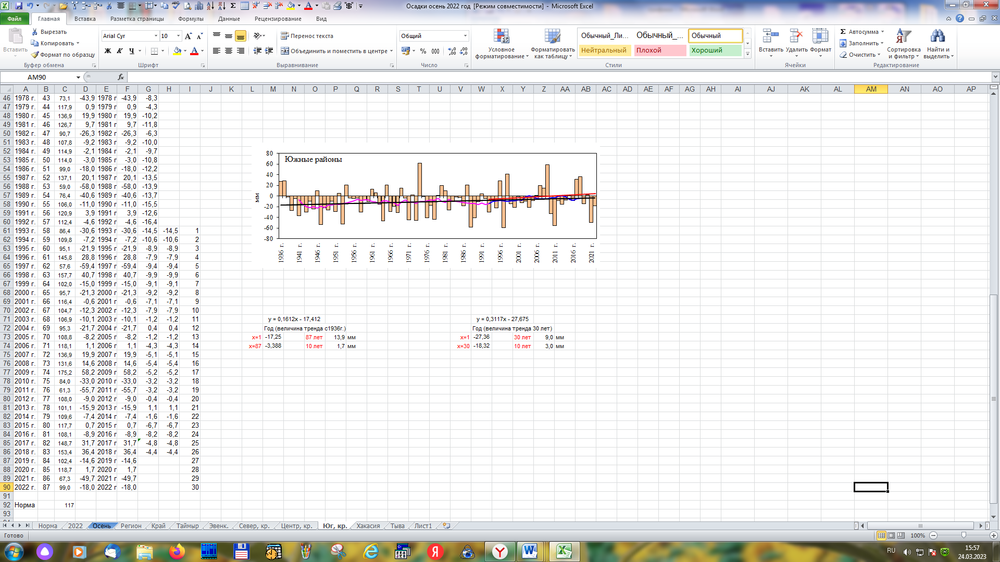 Осадки осень 2022 год  [Режим совместимости]  -  Microsoft Excel
Файл Главная Вставка Разметка страницы Формулы Данные Рецензирование Вид
Вставить Вырезать Копировать Формат по образцу Буфер обмена
Arial Cyr 10 Ж К Ч Шрифт
Перенос текста Объединить и поместить в центре Выравнивание
Общий % 000 Число
Условное форматирование Форматировать как таблицу
Обычный_Ли... Обычный_... Обычный
Нейтральный Плохой Хороший
Стили
Вставить Удалить Формат Ячейки
Автосумма Заполнить Очистить Сортировка и фильтр Найти и выделить Редактирование
AM90 fx
A B C D E F G H I J K L M N O P Q R S T U V W X Y Z AA AB AC AD AE AF AG AH AI AJ AK AL AM AN AO AP
46 1978 г. 43 73,1 -43,9 1978 г -43,9 -8,3
47 1979 г. 44 117,9 0,9 1979 г 0,9 -4,3
48 1980 г. 45 136,9 19,9 1980 г 19,9 -10,2
49 1981 г. 46 126,7 9,7 1981 г 9,7 -11,8
50 1982 г. 47 90,7 -26,3 1982 г -26,3 -6,3
51 1983 г. 48 107,8 -9,2 1983 г -9,2 -10,0
52 1984 г. 49 114,9 -2,1 1984 г -2,1 -9,7
53 1985 г. 50 114,0 -3,0 1985 г -3,0 -10,8
54 1986 г. 51 99,0 -18,0 1986 г -18,0 -12,2
55 1987 г. 52 137,1 20,1 1987 г 20,1 -13,5
56 1988 г. 53 59,0 -58,0 1988 г -58,0 -13,9
57 1989 г. 54 76,4 -40,6 1989 г -40,6 -13,7
58 1990 г. 55 106,0 -11,0 1990 г -11,0 -15,5
59 1991 г. 56 120,9 3,9 1991 г 3,9 -12,6
60 1992 г. 57 112,4 -4,6 1992 г -4,6 -16,4
61 1993 г. 58 86,4 -30,6 1993 г -30,6 -14,5 -14,5 1
62 1994 г. 59 109,8 -7,2 1994 г -7,2 -10,6 -10,6 2
63 1995 г. 60 95,1 -21,9 1995 г -21,9 -8,9 -8,9 3
64 1996 г. 61 145,8 28,8 1996 г 28,8 -7,9 -7,9 4
65 1997 г. 62 57,6 -59,4 1997 г -59,4 -9,4 -9,4 5
66 1998 г. 63 157,7 40,7 1998 г 40,7 -9,9 -9,9 6
67 1999 г. 64 102,0 -15,0 1999 г -15,0 -9,1 -9,1 7
68 2000 г. 65 95,7 -21,3 2000 г -21,3 -9,2 -9,2 8
69 2001 г. 66 116,4 -0,6 2001 г -0,6 -7,1 -7,1 9
70 2002 г. 67 104,7 -12,3 2002 г -12,3 -7,9 -7,9 10
71 2003 г. 68 106,9 -10,1 2003 г -10,1 -1,2 -1,2 11
72 2004 г. 69 95,3 -21,7 2004 г -21,7 0,4 0,4 12
73 2005 г. 70 108,8 -8,2 2005 г -8,2 -1,2 -1,2 13
74 2006 г. 71 118,1 1,1 2006 г 1,1 -4,3 -4,3 14
75 2007 г. 72 136,9 19,9 2007 г 19,9 -5,1 -5,1 15
76 2008 г. 73 131,6 14,6 2008 г 14,6 -5,4 -5,4 16
77 2009 г. 74 175,2 58,2 2009 г 58,2 -5,2 -5,2 17
78 2010 г. 75 84,0 -33,0 2010 г -33,0 -3,2 -3,2 18
79 2011 г. 76 61,3 -55,7 2011 г -55,7 -3,2 -3,2 19
80 2012 г. 77 108,0 -9,0 2012 г -9,0 -0,4 -0,4 20
81 2013 г. 78 101,1 -15,9 2013 г -15,9 1,1 1,1 21
82 2014 г. 79 109,6 -7,4 2014 г -7,4 -1,6 -1,6 22
83 2015 г. 80 117,7 0,7 2015 г 0,7 -6,7 -6,7 23
84 2016 г. 81 108,1 -8,9 2016 г -8,9 -8,2 -8,2 24
85 2017 г. 82 148,7 31,7 2017 г 31,7 -4,8 -4,8 25
86 2018 г. 83 153,4 36,4 2018 г 36,4 -4,4 -4,4 26
87 2019 г. 84 102,4 -14,6 2019 г -14,6 27
88 2020 г. 85 118,7 1,7 2020 г 1,7 28
89 2021 г. 86 67,3 -49,7 2021 г -49,7 29
90 2022 г. 87 99,0 -18,0 2022 г -18,0 30
91
92 Норма 117
93
Южные районы
мм
80
60
40
20
0
-20
-40
-60
-80
1936 г. 1941 г. 1946 г. 1951 г. 1956 г. 1961 г. 1966 г. 1971 г. 1976 г. 1981 г. 1986 г. 1991 г. 1996 г. 2001 г. 2006 г. 2011 г. 2016 г. 2021 г.
y = 0,1612x - 17,412
Год (величина тренда с1936г.)
x=1 -17,25 87 лет 13,9 мм
x=87 -3,388 10 лет 1,7 мм
y = 0,3117x - 27,675
Год (величина тренда 30 лет)
x=1 -27,36 30 лет 9,0 мм
x=30 -18,32 10 лет 3,0 мм
Норма 2022 Осень Регион Край Таймыр Эвенк. Север, кр. Центр, кр. Юг, кр. Хакасия Тыва Лист1
Готово 100%
RU 15:57
24.03.2023